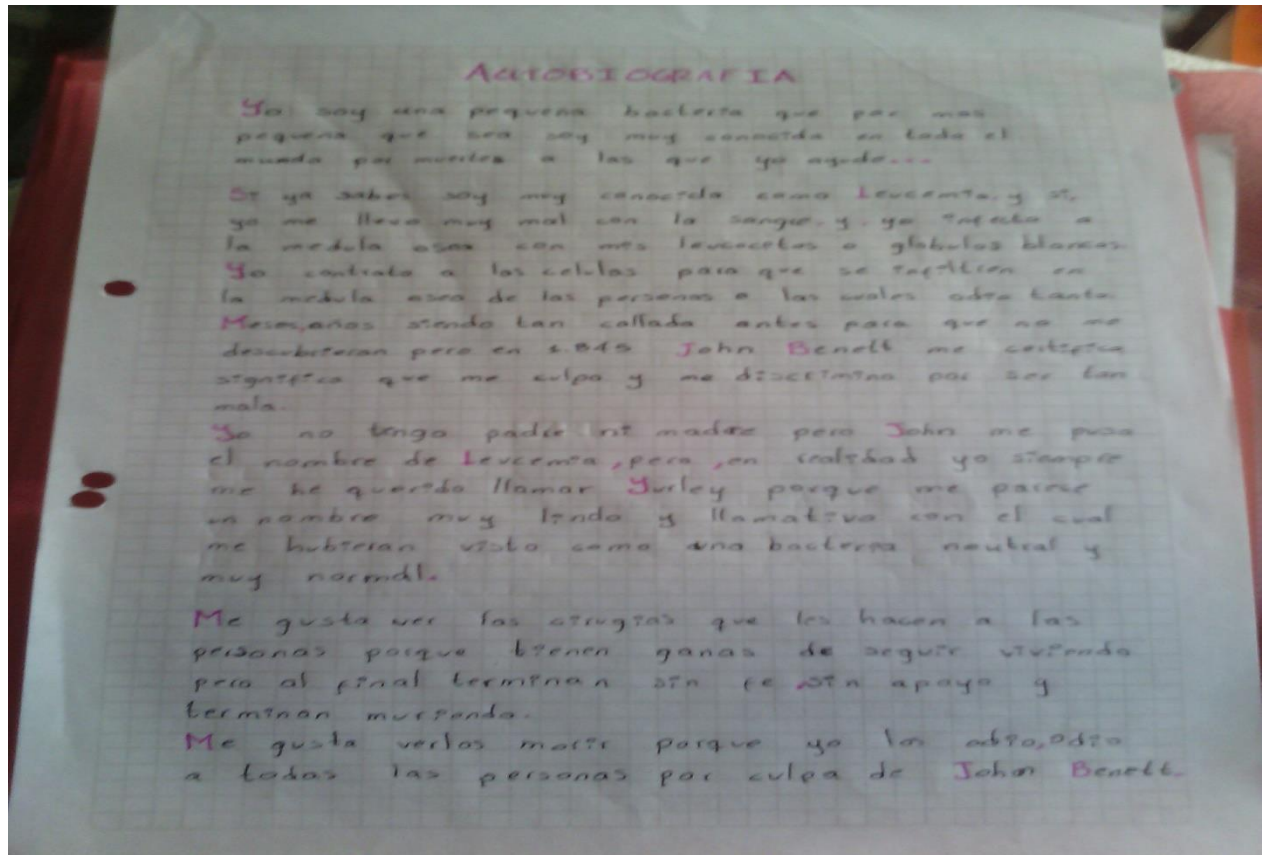 AUTOBIOGRAFIA
Yo soy una pequena bacteria que por mas
pequena que sea soy muy conocida en todo el
mundo por muertes a las que yo ayudo...
Si ya sabes soy muy conocida como Leucemia y si,
yo me llevo muy mal con la sangre y yo infecto a
la medula osea con mis leucocetos o globulos blancos.
Yo contrato a las celulas para que se infiltren en
la medula osea de las personas a las cuales odio tanto
Meses,años siendo tan callada antes para que no me
descubrieran pero en 1.845 John Benett me certifica
significa que me culpa y me discrimina por ser tan
mala.
Yo no tengo padre ni madre pero John me puso
el nombre de Leucemia, pero, en realidad yo siempre
me he querido llamar Yurley porque me parece
un nombre muy lindo y llamativo con el cual
me hubieran visto como una bacteria neutral y
muy normal.
Me gusta ver las cirugias que les hacen a las
personas porque tienen ganas de seguir viviendo
pero al final terminan sin fe, sin apoyo y
terminan muriendo.
Me gusta verlos morir porque yo los odio, odio
a todas las personas por culpa de John Benett.